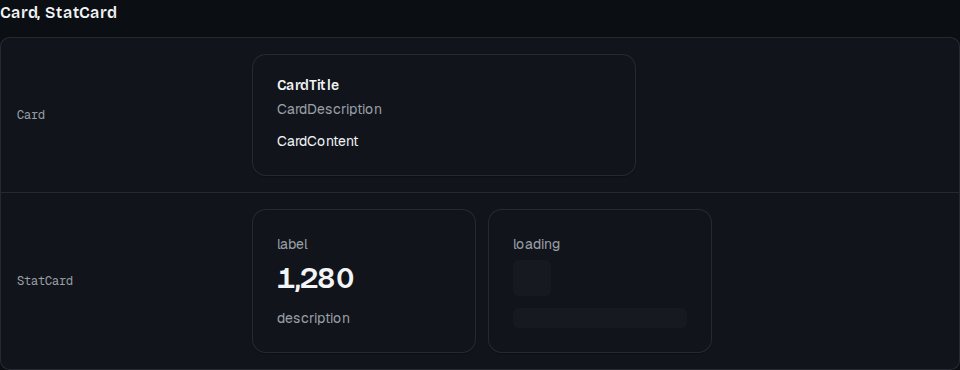 Card, StatCard
Card
CardTitle
CardDescription
CardContent
StatCard
label
1,280
description
loading